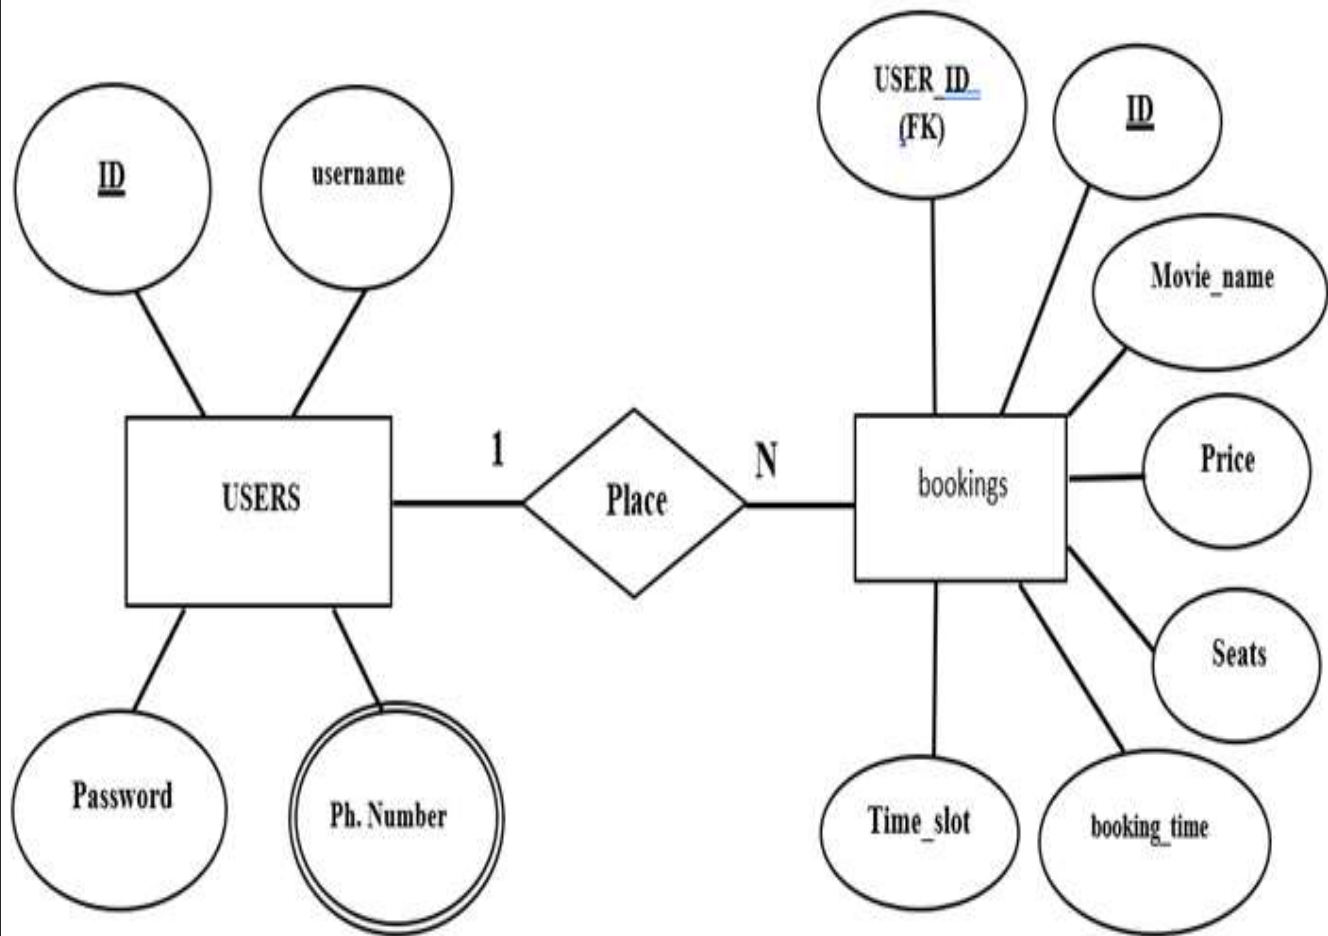 USER_ID
(FK)
ID
ID
username
Movie_name
Price
1
N
USERS
Place
bookings
Seats
Password
Ph. Number
Time_slot
booking_time